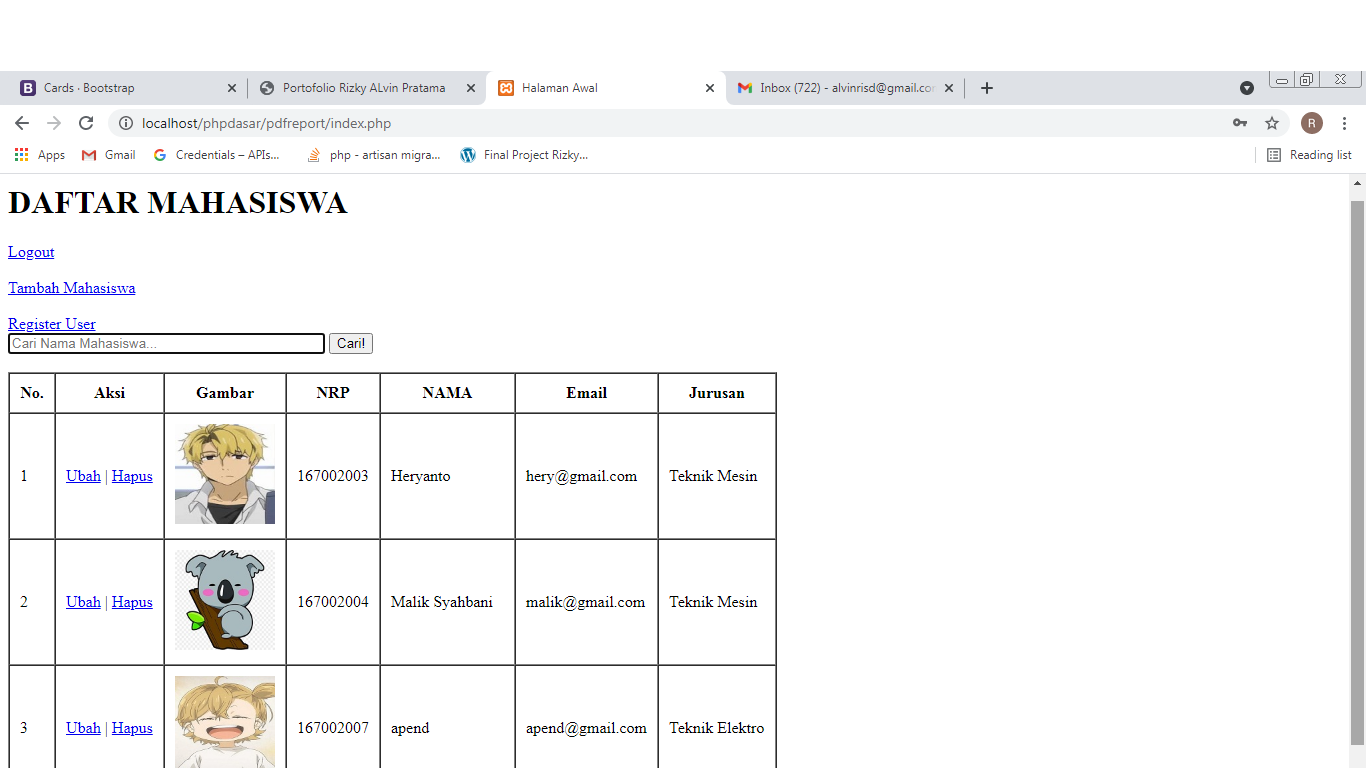 Cards · Bootstrap
Portofolio Rizky ALvin Pratama
Halaman Awal
Inbox (722) - alvinrisd@gmail.co
localhost/phpdasar/pdfreport/index.php
R
Apps
Gmail
Credentials – APIs...
php - artisan migra...
Final Project Rizky...
Reading list
DAFTAR MAHASISWA
Logout
Tambah Mahasiswa
Register User
Cari Nama Mahasiswa... Cari!
No. Aksi Gambar NRP NAMA Email Jurusan
1 Ubah | Hapus 167002003 Heryanto hery@gmail.com Teknik Mesin
2 Ubah | Hapus 167002004 Malik Syahbani malik@gmail.com Teknik Mesin
3 Ubah | Hapus 167002007 apend apend@gmail.com Teknik Elektro